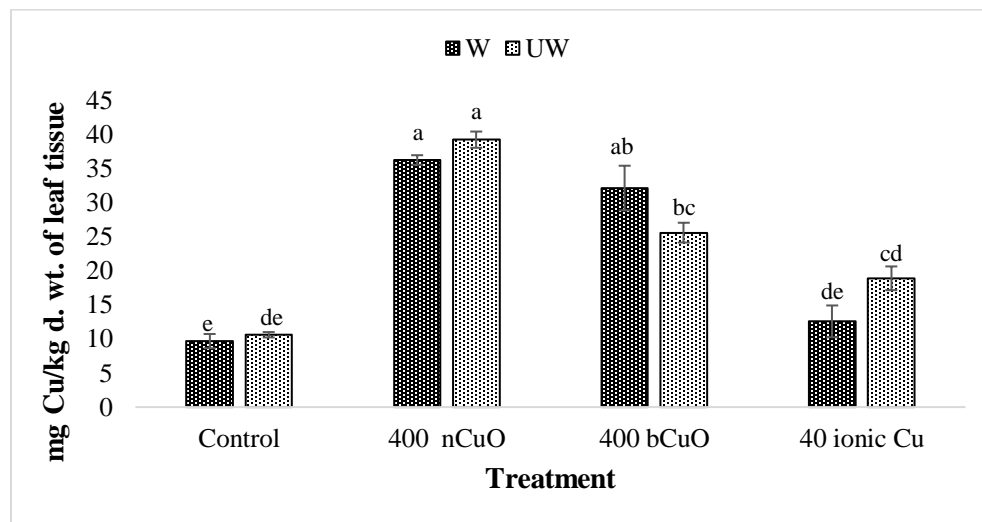 W UW
mg Cu/kg d. wt. of leaf tissue
45
40
35
30
25
20
15
10
5
0
e de
a a
ab bc
de cd
Control 400 nCuO 400 bCuO 40 ionic Cu
Treatment